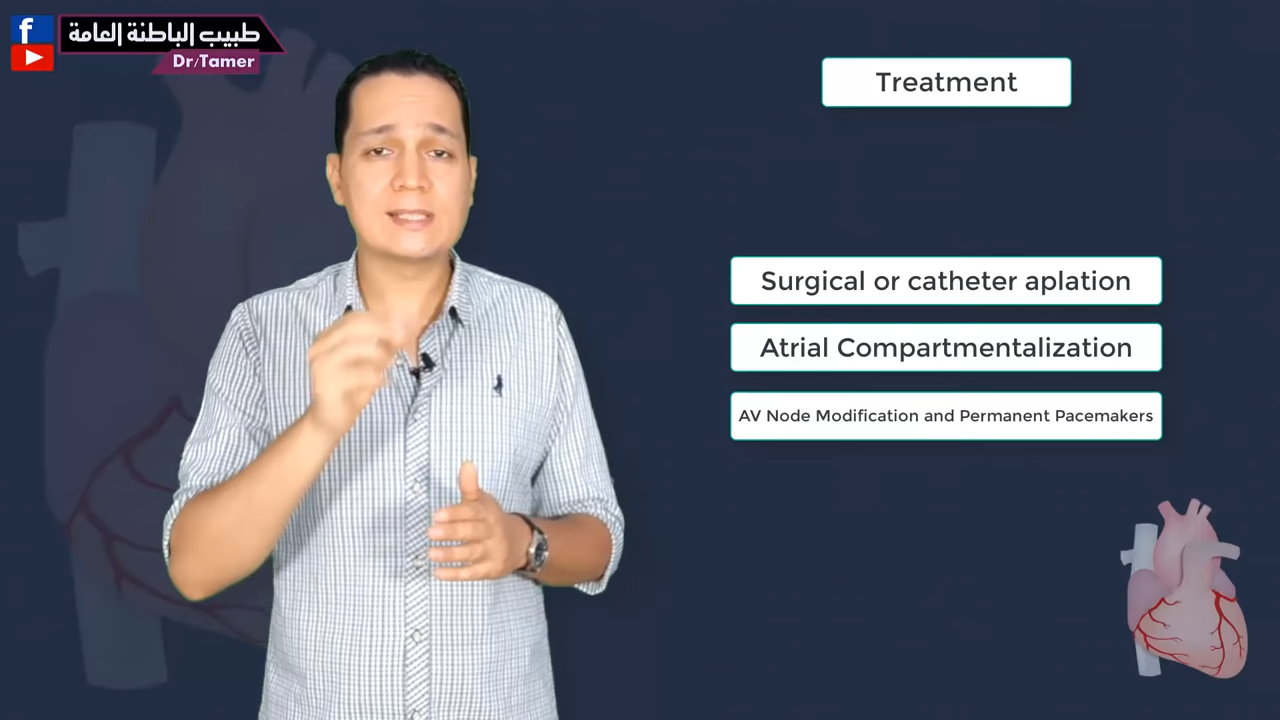 f
طبيب الباطنة العامة
Dr/Tamer
Treatment
Surgical or catheter aplation
Atrial Compartmentalization
AV Node Modification and Permanent Pacemakers